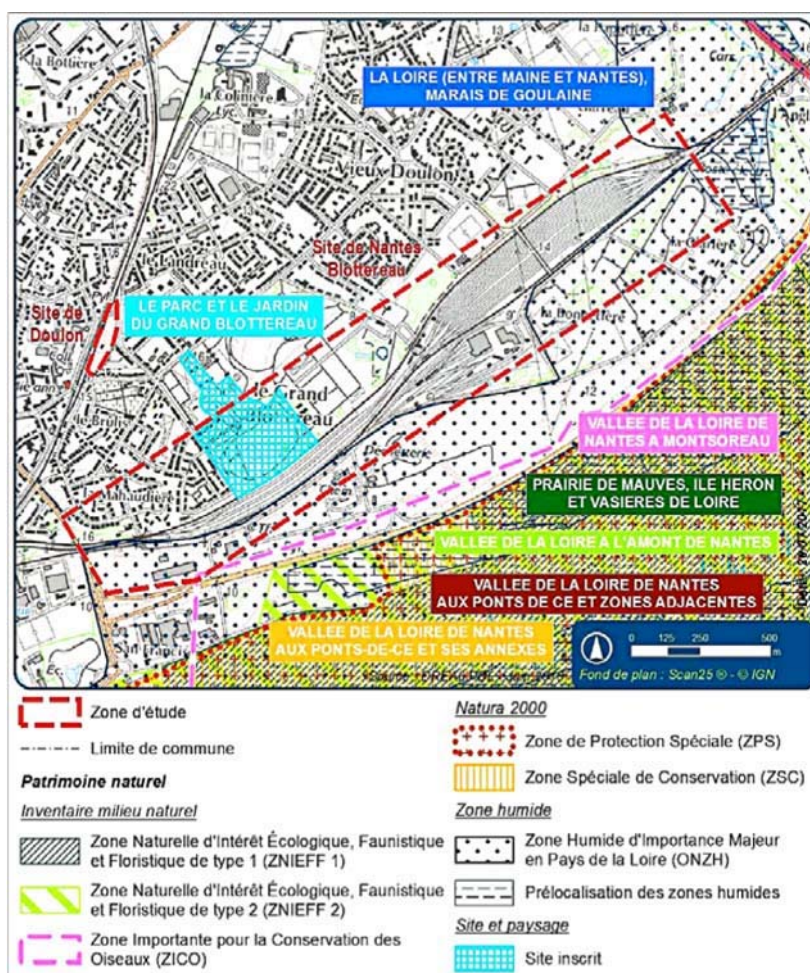 la Bottière
la Colinière
Lyc.
LA LOIRE (ENTRE MAINE ET NANTES),
MARAIS DE GOULAINE
Vieux Doulon
Landreau
Site de Nantes
Blottereau
Site de
Doulon
LE PARC ET LE JARDIN
DU GRAND BLOTTEREAU
le Grand
VALLEE DE LA LOIRE DE
NANTES A MONTSOREAU
PRAIRIE DE MAUVES, ILE HERON
ET VASIERES DE LOIRE
VALLEE DE LA LOIRE A L'AMONT DE NANTES
VALLEE DE LA LOIRE DE NANTES
AUX PONTS DE CE ET ZONES ADJACENTES
VALLEE DE LA LOIRE DE NANTES
AUX PONTS-DE-CE ET SES ANNEXES
0 125 250 500
m
Fond de plan : Scan25 ® - © IGN
Zone d'étude
Limite de commune
Patrimoine naturel
Inventaire milieu naturel
Zone Naturelle d'Intérêt Écologique, Faunistique
et Floristique de type 1 (ZNIEFF 1)
Zone Naturelle d'Intérêt Écologique, Faunistique
et Floristique de type 2 (ZNIEFF 2)
Zone Importante pour la Conservation des
Oiseaux (ZICO)
Natura 2000
Zone de Protection Spéciale (ZPS)
Zone Spéciale de Conservation (ZSC)
Zone humide
Zone Humide d'Importance Majeur
en Pays de la Loire (ONZH)
Prélocalisation des zones humides
Site et paysage
Site inscrit